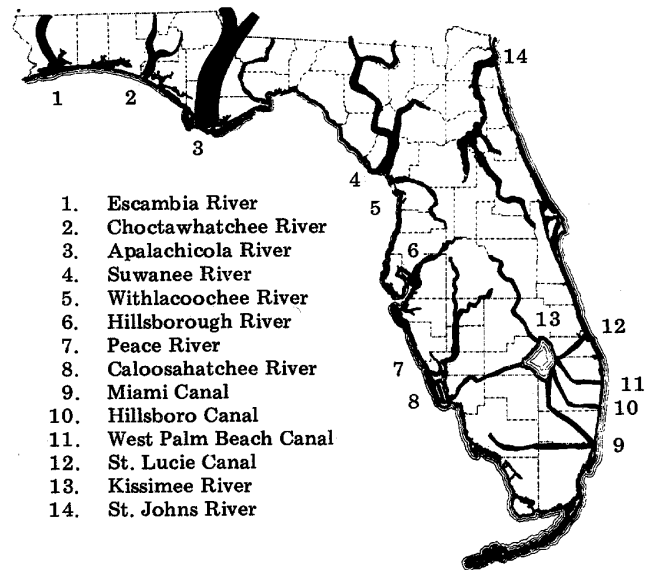 14
1
2
3
4
5
1. Escambia River
2. Choctawhatchee River
3. Apalachicola River
4. Suwanee River
5. Withlacoochee River
6. Hillsborough River
7. Peace River
8. Caloosahatchee River
9. Miami Canal
10. Hillsboro Canal
11. West Palm Beach Canal
12. St. Lucie Canal
13. Kissimee River
14. St. Johns River
6
13
12
7
11
8
10
9